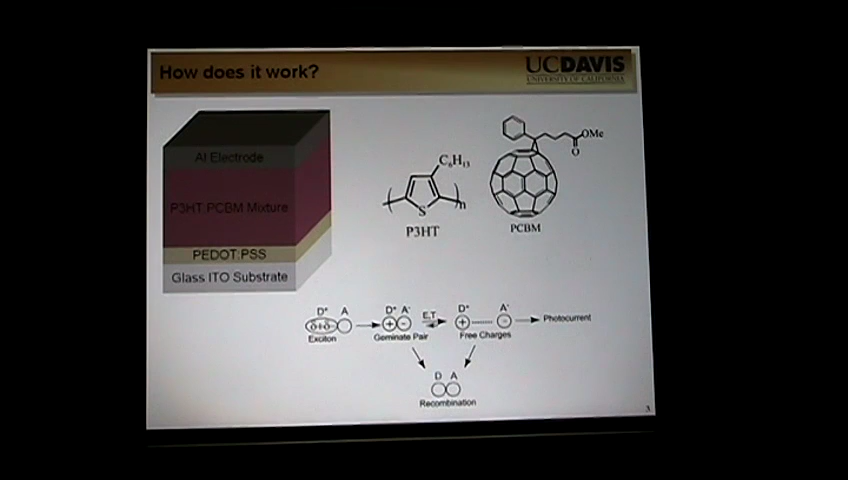 How does it work?
UCDAVIS
UNIVERSITY OF CALIFORNIA
Al Electrode
P3HT:PCBM Mixture
PEDOT:PSS
Glass ITO Substrate
C6H13
S
n
P3HT
OMe
O
PCBM
D* A
Exciton
D+ A-
+ -
Geminate Pair
E.T
D+ A-
+ -
Free Charges
Photocurrent
D A
Recombination
3